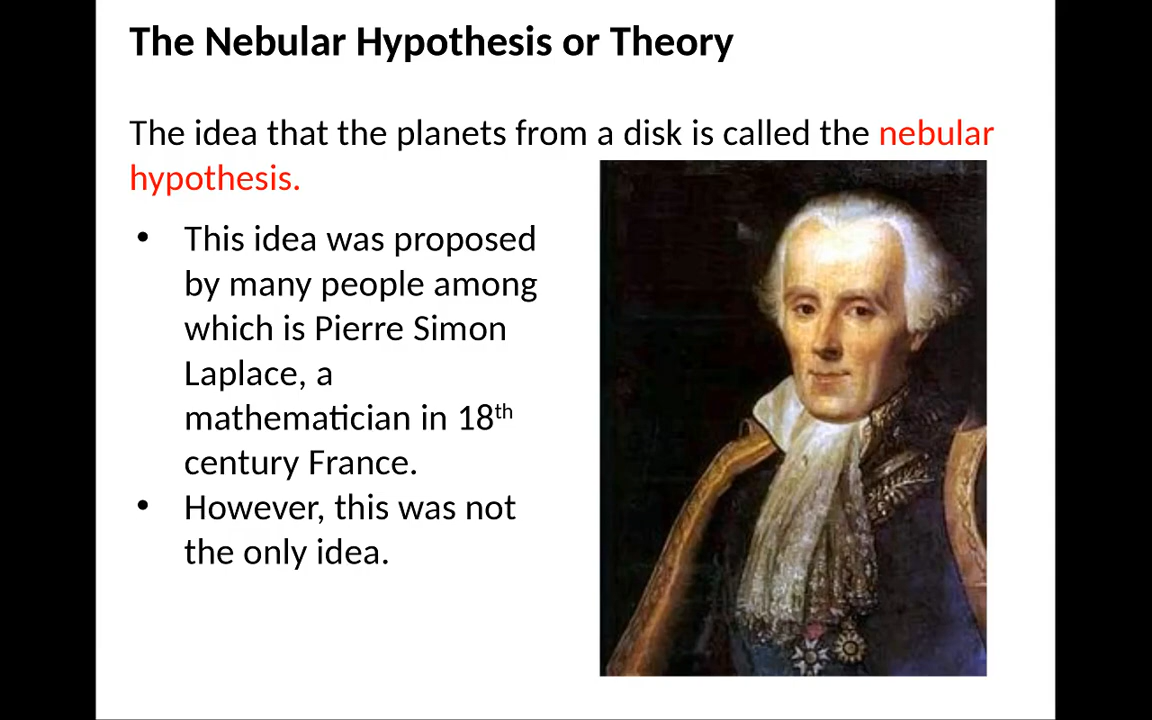 The Nebular Hypothesis or Theory
The idea that the planets from a disk is called the nebular
hypothesis.
• This idea was proposed
by many people among
which is Pierre Simon
Laplace, a
mathematician in 18th
century France.
• However, this was not
the only idea.